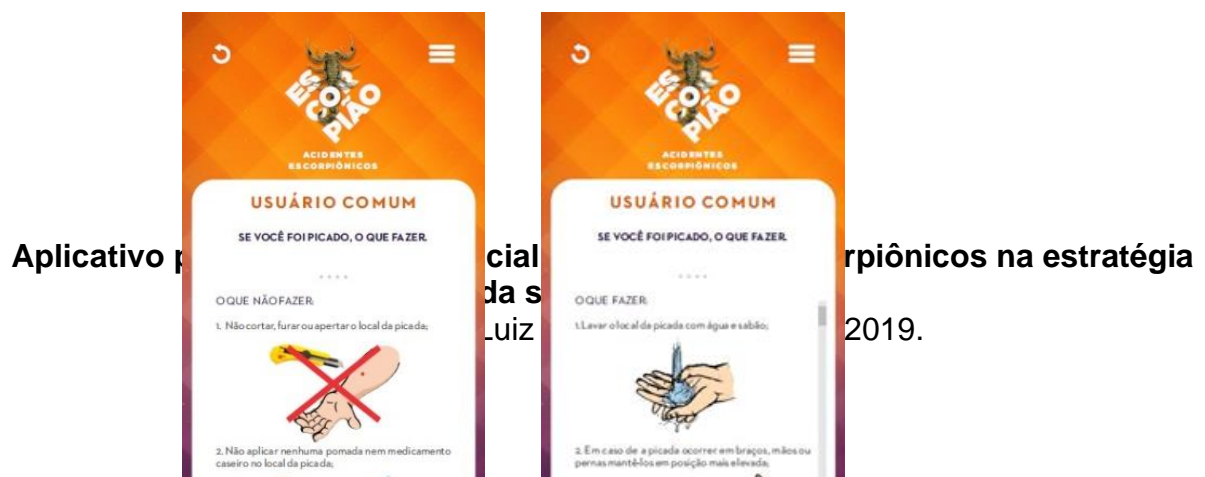 ES
COR
PIÃO
ACIDENTES
ESCORPIÔNICOS
USUÁRIO COMUM
SE VOCÊ FOI PICADO, O QUE FAZER.
O QUE NÃO FAZER:
1. Não cortar, furar ou apertar o local da picada;
2. Não aplicar nenhuma pomada nem medicamento
caseiro no local da picada;
ES
COR
PIÃO
ACIDENTES
ESCORPIÔNICOS
USUÁRIO COMUM
SE VOCÊ FOI PICADO, O QUE FAZER.
O QUE FAZER:
1.Lavar o local da picada com água e sabão;
2. Em caso de a picada ocorrer em braços, mãos ou
pernas mantê-los em posição mais elevada;
Aplicativo cial rpiônicos na estratégia
da s
Luiz 2019.